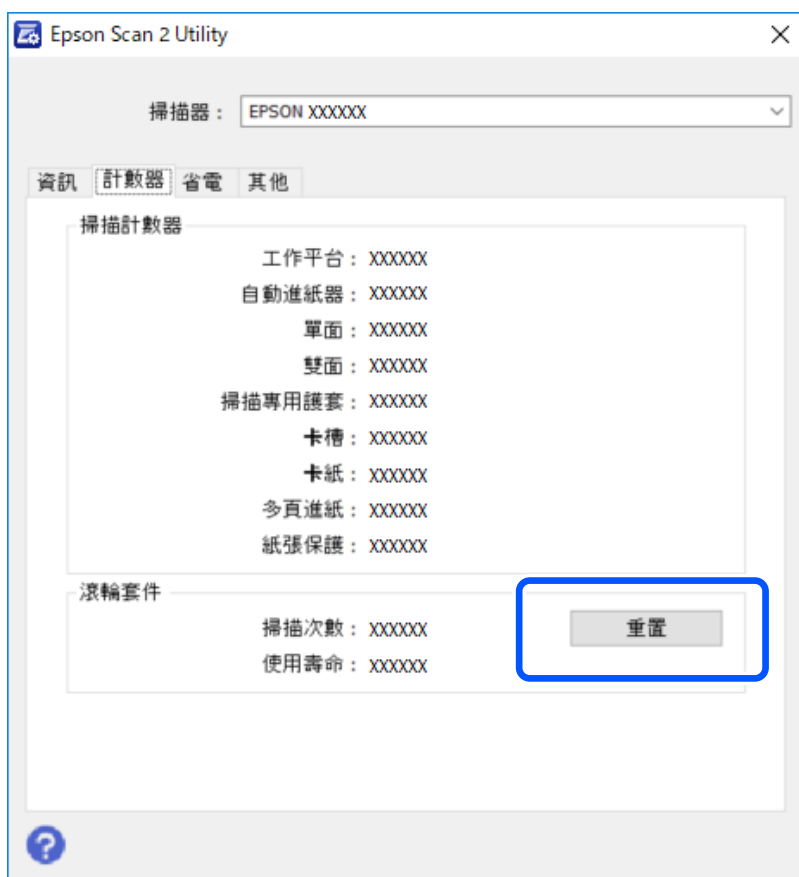 Epson Scan 2 Utility
掃描器： EPSON XXXXXX
資訊 計數器 省電 其他
掃描計數器
工作平台： XXXXXX
自動進紙器： XXXXXX
單面： XXXXXX
雙面： XXXXXX
掃描專用護套： XXXXXX
卡槽： XXXXXX
卡紙： XXXXXX
多頁進紙： XXXXXX
紙張保護： XXXXXX
滾輪套件
掃描次數： XXXXXX 重置
使用壽命： XXXXXX
?